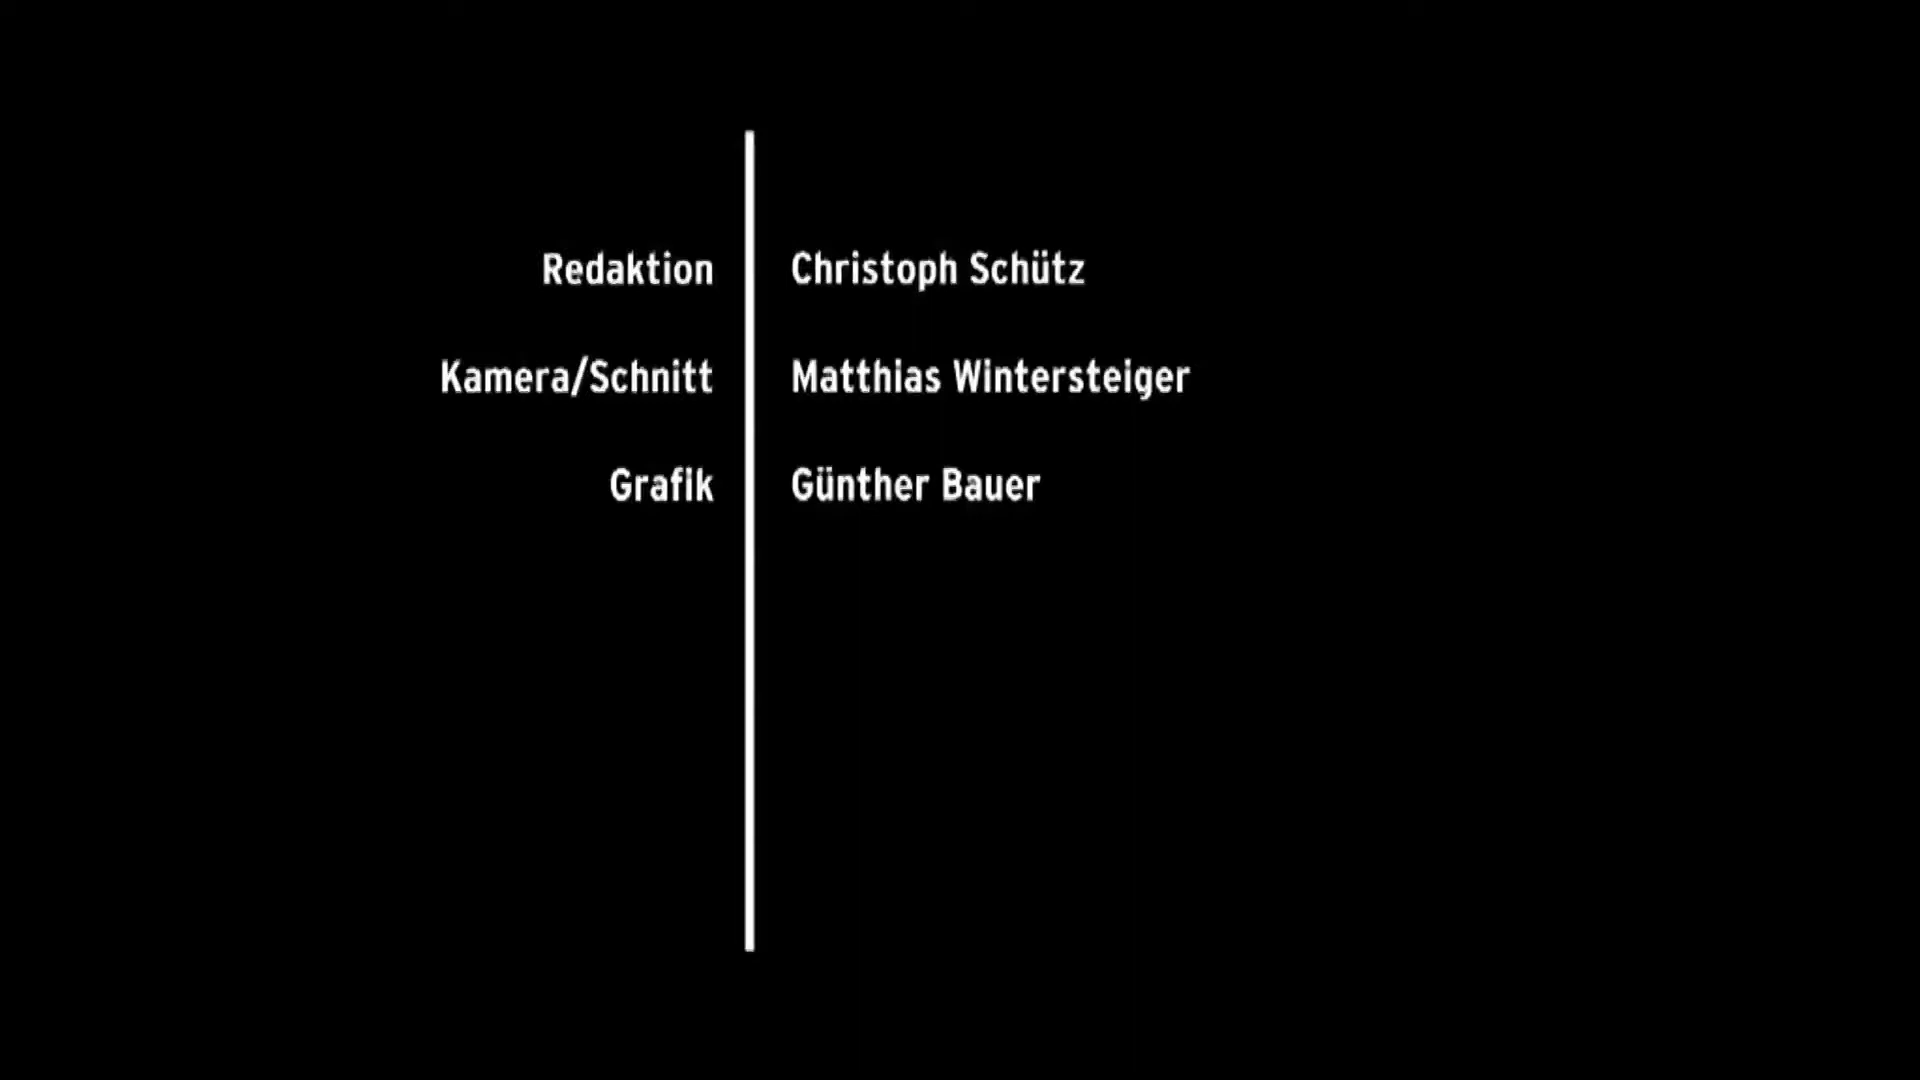 Redaktion Christoph Schütz
Kamera/Schnitt Matthias Wintersteiger
Grafik Günther Bauer